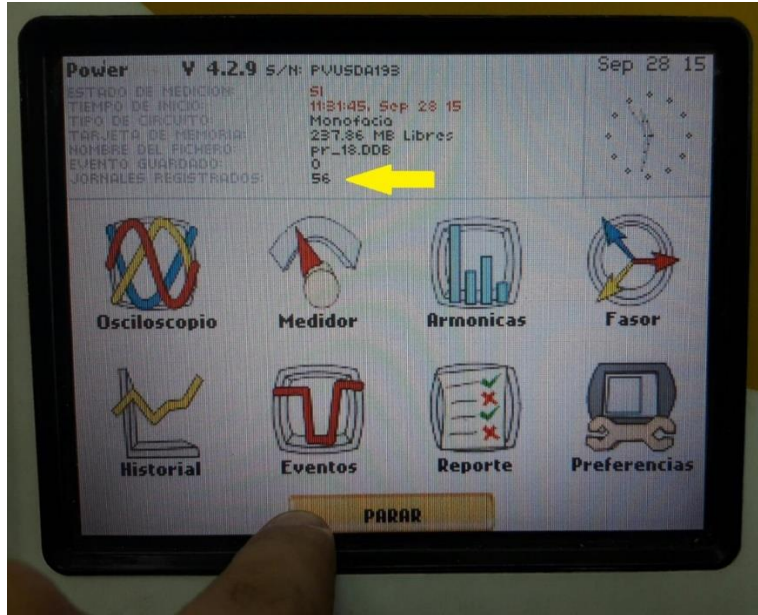 Power V 4.2.9 S/N: PVUSDA193
Sep 28 15
ESTADO DE MEDICION: SI
TIEMPO DE INICIO: 11:31:45, Sep 28 15
TIPO DE CIRCUITO: Monofacia
TARJETA DE MEMORIA: 237.86 MB Libres
NOMBRE DEL FICHERO: pr_18.DDB
EVENTO GUARDADO: 0
JORNALES REGISTRADOS: 56
Osciloscopio Medidor Armonicas Fasor
Historial Eventos Reporte Preferencias
PARAR